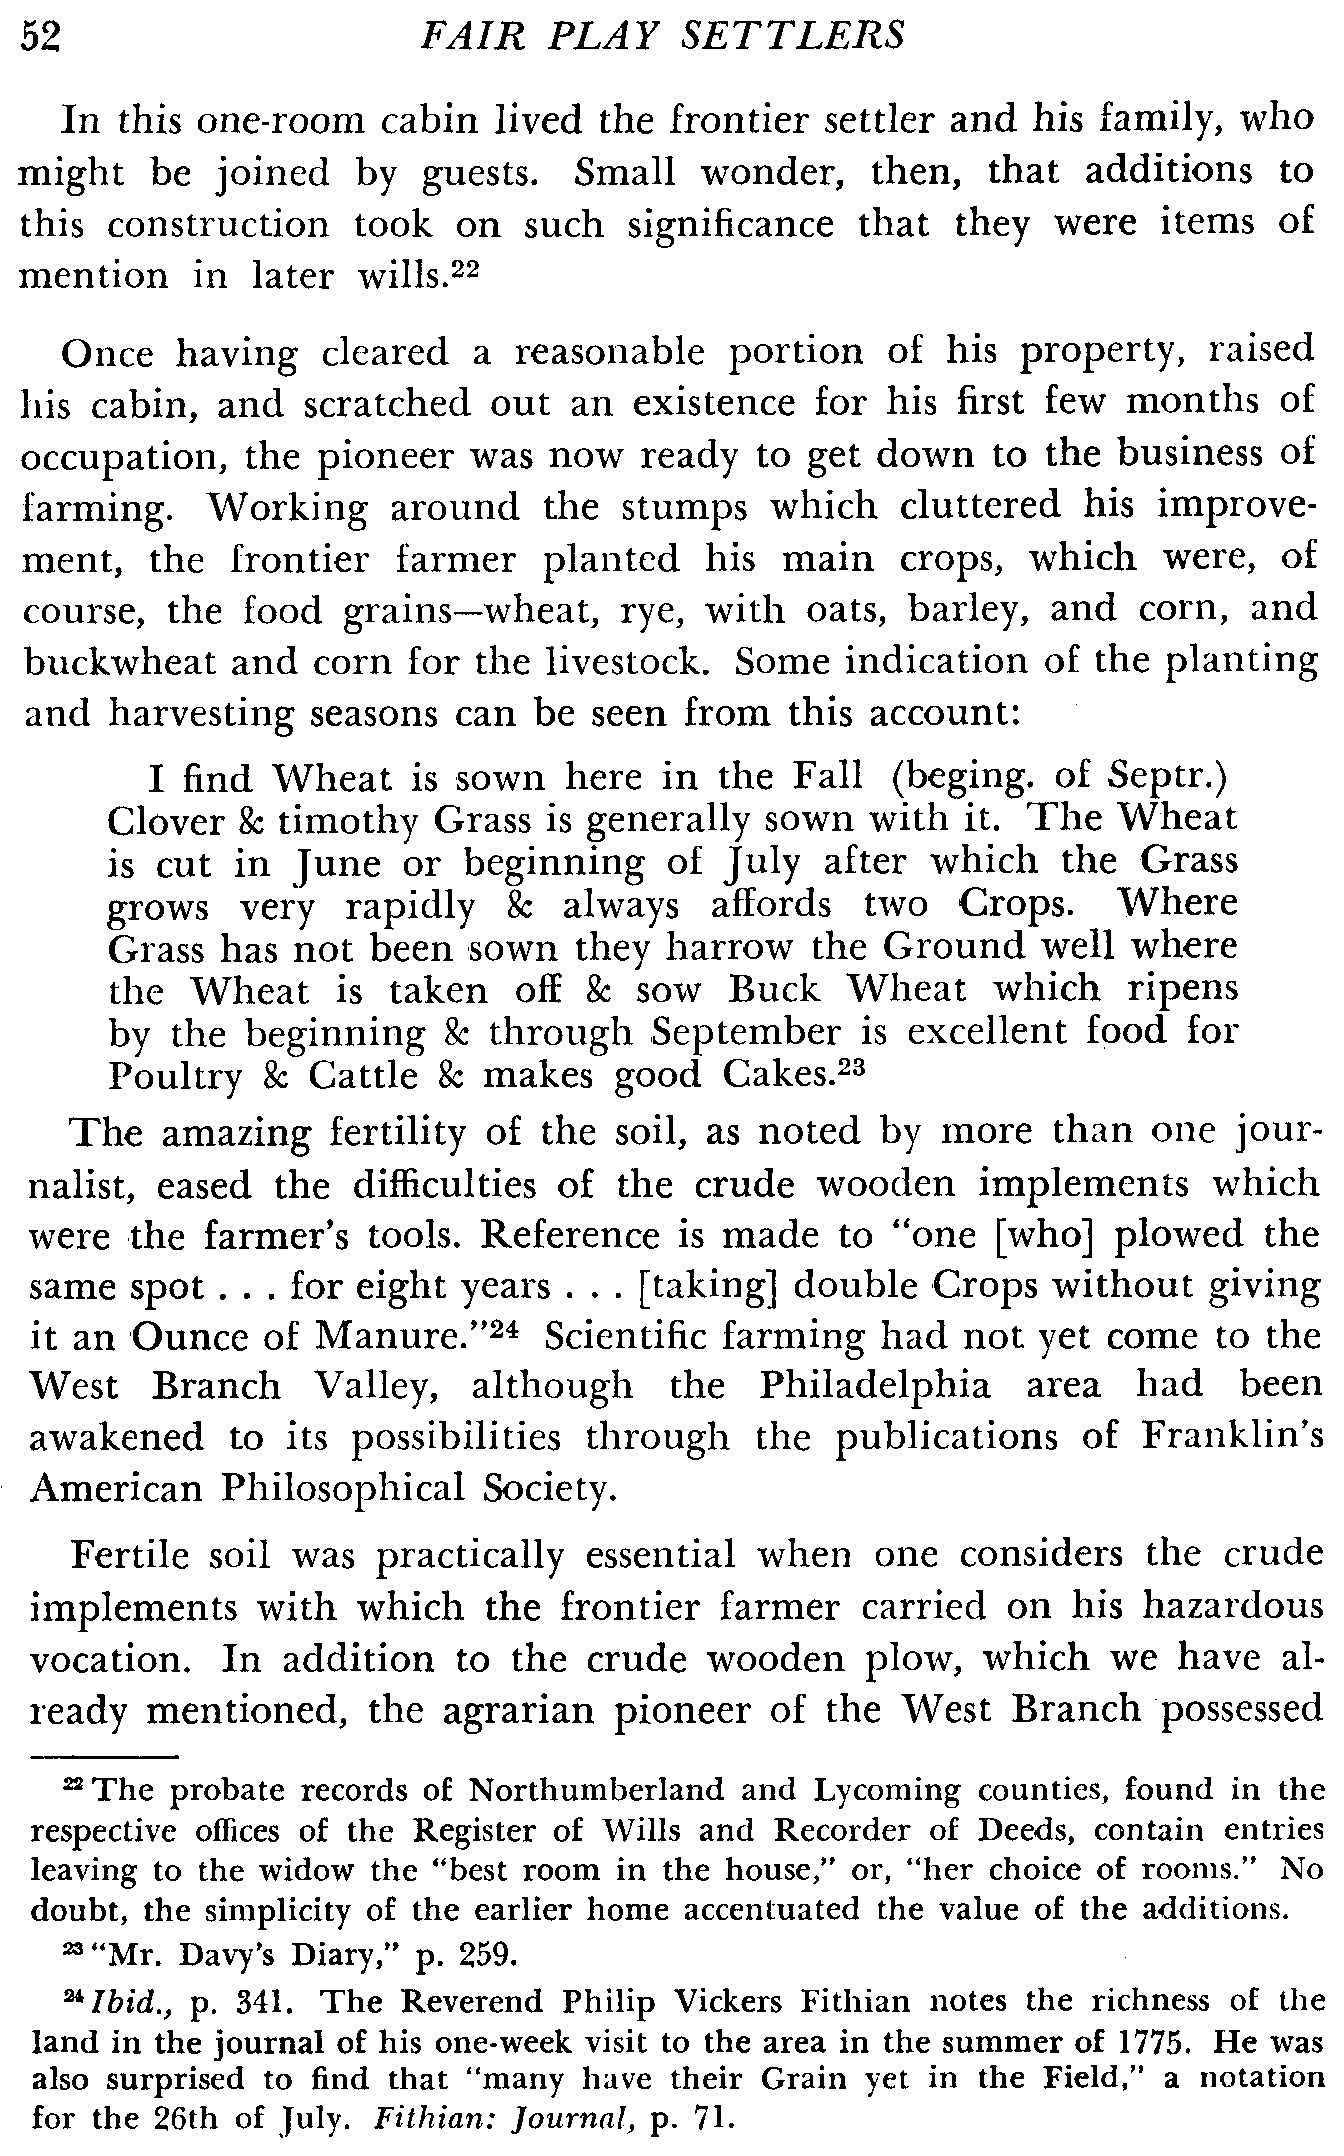 52 FAIR PLAY SETTLERS
In this one-room cabin lived the frontier settler and his family, who
might be joined by guests. Small wonder, then, that additions to
this construction took on such significance that they were items of
mention in later wills.²²
Once having cleared a reasonable portion of his property, raised
his cabin, and scratched out an existence for his first few months of
occupation, the pioneer was now ready to get down to the business of
farming. Working around the stumps which cluttered his improve-
ment, the frontier farmer planted his main crops, which were, of
course, the food grains—wheat, rye, with oats, barley, and corn, and
buckwheat and corn for the livestock. Some indication of the planting
and harvesting seasons can be seen from this account:
I find Wheat is sown here in the Fall (beging. of Septr.)
Clover & timothy Grass is generally sown with it. The Wheat
is cut in June or beginning of July after which the Grass
grows very rapidly & always affords two Crops. Where
Grass has not been sown they harrow the Ground well where
the Wheat is taken off & sow Buck Wheat which ripens
by the beginning & through September is excellent food for
Poultry & Cattle & makes good Cakes.²³
The amazing fertility of the soil, as noted by more than one jour-
nalist, eased the difficulties of the crude wooden implements which
were the farmer's tools. Reference is made to "one [who] plowed the
same spot . . . for eight years . . . [taking] double Crops without giving
it an Ounce of Manure."²⁴ Scientific farming had not yet come to the
West Branch Valley, although the Philadelphia area had been
awakened to its possibilities through the publications of Franklin's
American Philosophical Society.
Fertile soil was practically essential when one considers the crude
implements with which the frontier farmer carried on his hazardous
vocation. In addition to the crude wooden plow, which we have al-
ready mentioned, the agrarian pioneer of the West Branch possessed
²² The probate records of Northumberland and Lycoming counties, found in the
respective offices of the Register of Wills and Recorder of Deeds, contain entries
leaving to the widow the "best room in the house," or, "her choice of rooms." No
doubt, the simplicity of the earlier home accentuated the value of the additions.
²³ "Mr. Davy's Diary," p. 259.
²⁴ Ibid., p. 341. The Reverend Philip Vickers Fithian notes the richness of the
land in the journal of his one-week visit to the area in the summer of 1775. He was
also surprised to find that "many have their Grain yet in the Field," a notation
for the 26th of July. Fithian: Journal, p. 71.